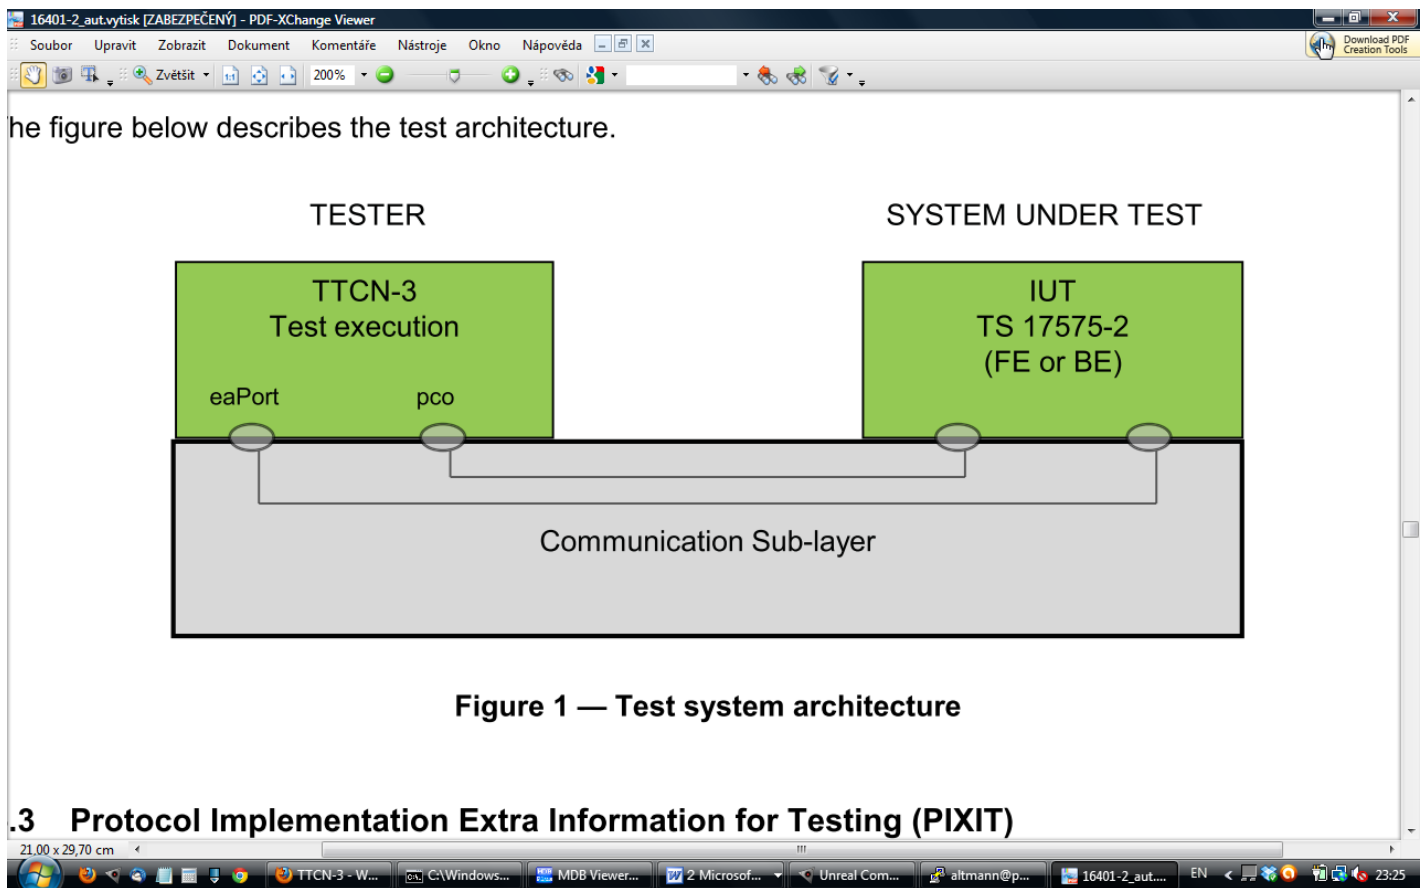 16401-2_aut.vytisk [ZABEZPEČENÝ] - PDF-XChange Viewer
Soubor Upravit Zobrazit Dokument Komentáře Nástroje Okno Nápověda
Download PDF
Creation Tools
Zvětšit 1:1 200%
he figure below describes the test architecture.
TESTER
SYSTEM UNDER TEST
TTCN-3
Test execution
eaPort pco
IUT
TS 17575-2
(FE or BE)
Communication Sub-layer
Figure 1 — Test system architecture
.3 Protocol Implementation Extra Information for Testing (PIXIT)
21,00 x 29,70 cm
TTCN-3 - W... C:\Windows... MDB Viewer... 2 Microsof... Unreal Com... altmann@p... 16401-2_aut.... EN 23:25